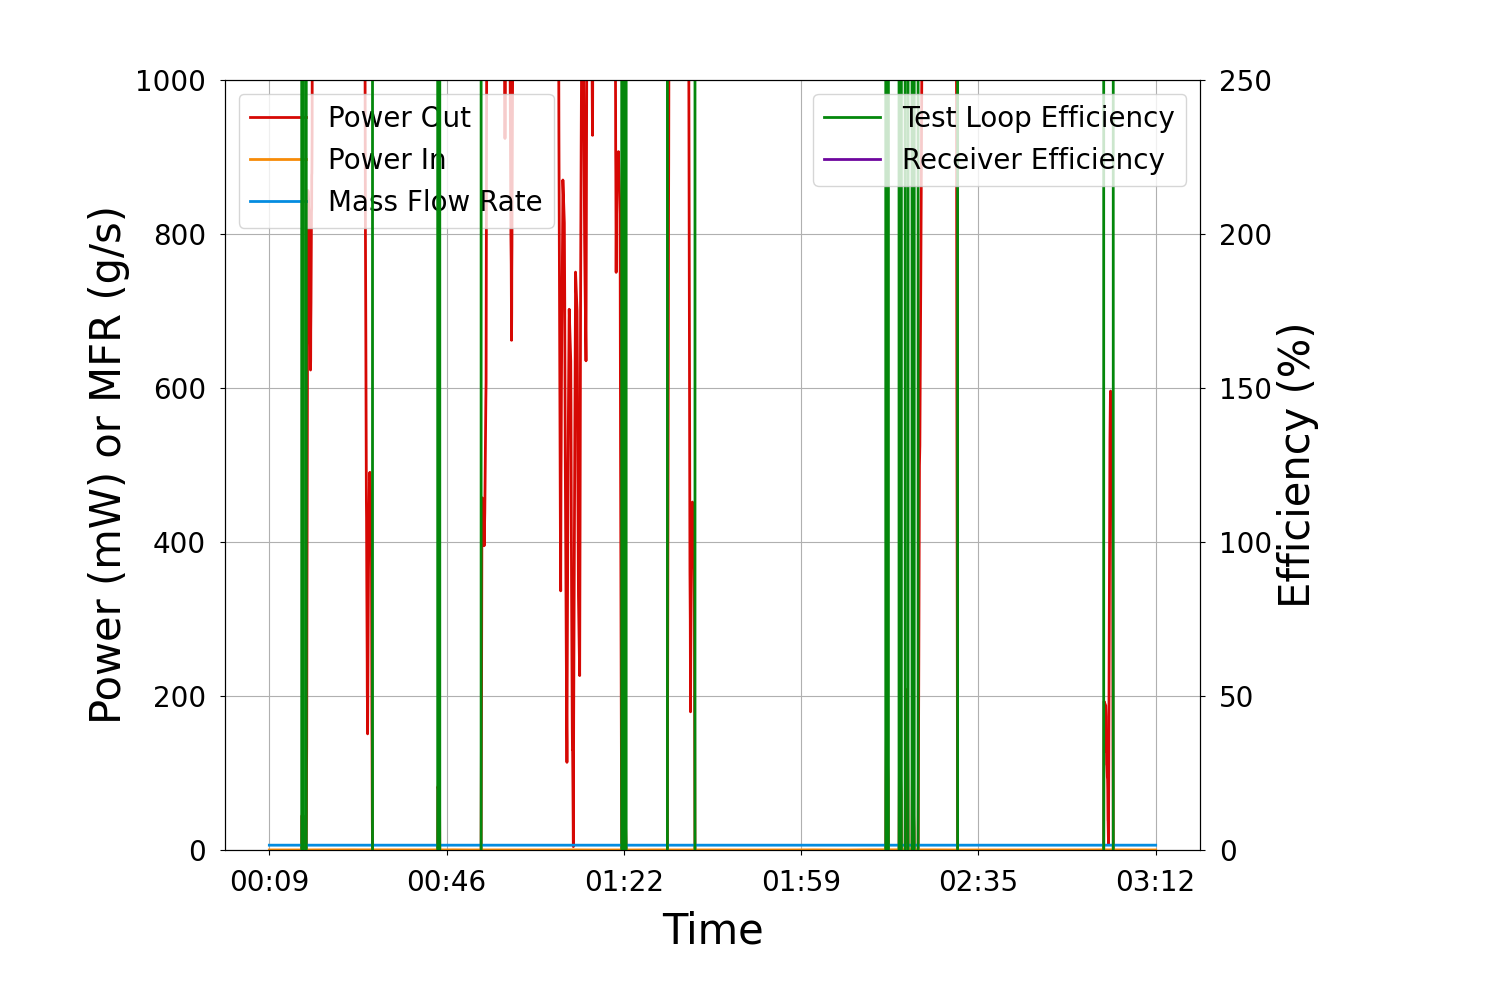 1000
800
600
400
200
0
Power (mW) or MFR (g/s)
Power Out
Power In
Mass Flow Rate
Test Loop Efficiency
Receiver Efficiency
250
200
150
100
50
0
Efficiency (%)
00:09 00:46 01:22 01:59 02:35 03:12
Time